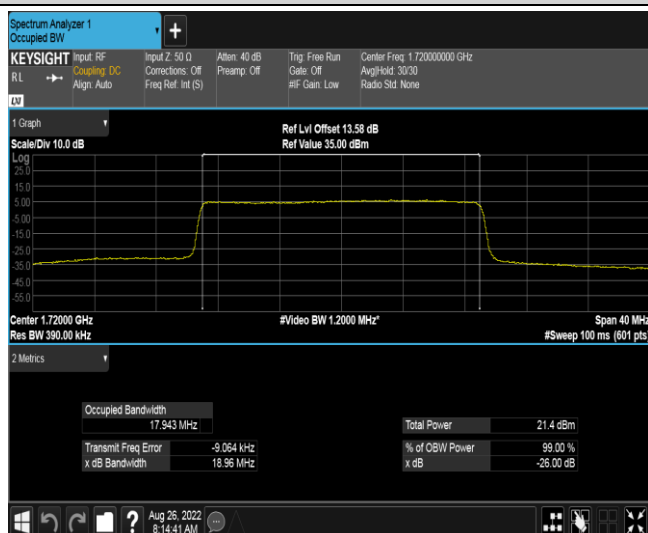 Spectrum Analyzer 1
Occupied BW
+
KEYSIGHT
RL
LXI
Input: RF
Coupling: DC
Align: Auto
Input Z: 50 Ω
Corrections: Off
Freq Ref: Int (S)
Atten: 40 dB
Preamp: Off
Trig: Free Run
Gate: Off
#IF Gain: Low
Center Freq: 1.720000000 GHz
Avg|Hold: 30/30
Radio Std: None
1 Graph
Scale/Div 10.0 dB
Ref Lvl Offset 13.58 dB
Ref Value 35.00 dBm
Log
25.0
15.0
5.00
-5.00
-15.0
-25.0
-35.0
-45.0
-55.0
Center 1.72000 GHz
Res BW 390.00 kHz
#Video BW 1.2000 MHz*
Span 40 MHz
#Sweep 100 ms (601 pts)
2 Metrics
Occupied Bandwidth
17.943 MHz
Transmit Freq Error -9.064 kHz
x dB Bandwidth 18.96 MHz
Total Power 21.4 dBm
% of OBW Power 99.00 %
x dB -26.00 dB
?
Aug 26, 2022
8:14:41 AM